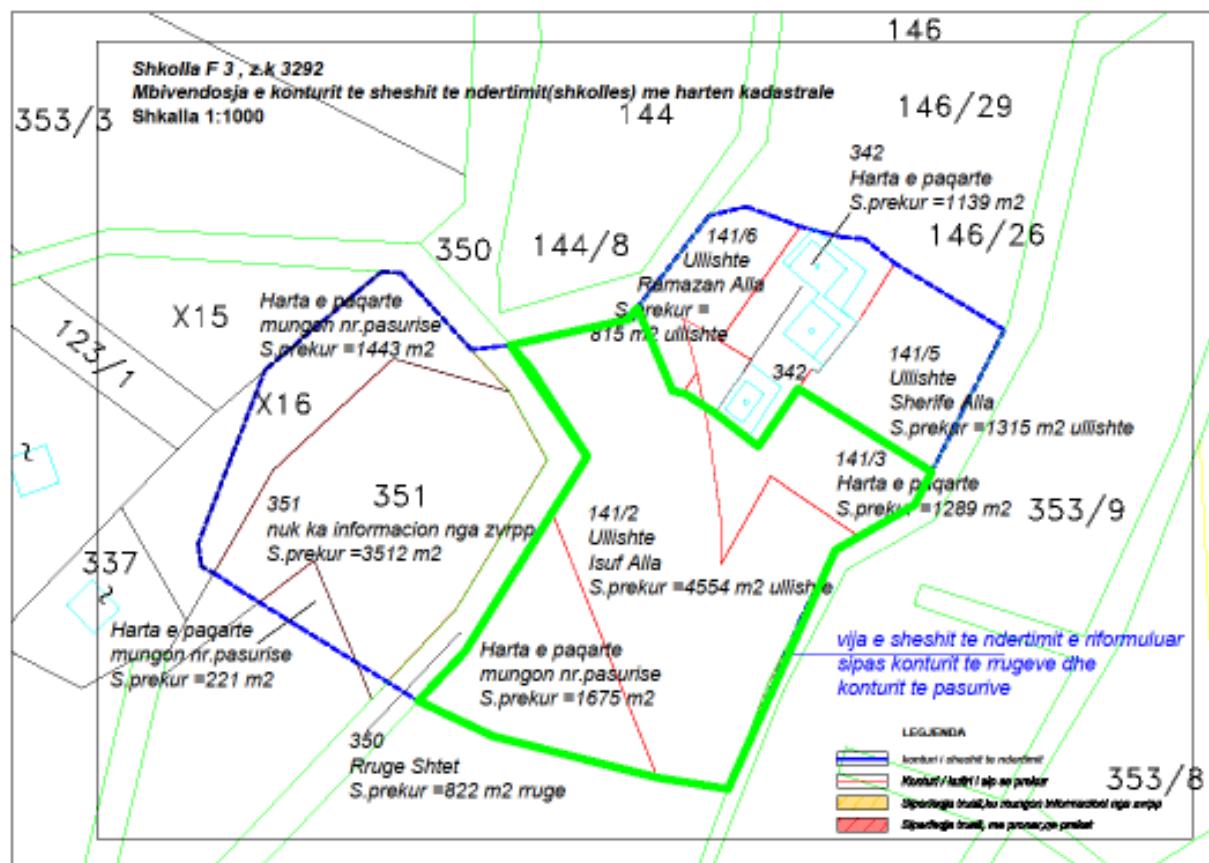 Shkolla F 3 , z.k 3292
Mbivendosja e konturit te sheshit te ndertimit(shkolles) me harten kadastrale
Shkalla 1:1000
146
353/3
144
146/29
342
Harta e paqarte
S.prekur =1139 m2
350
144/8
141/6
Ullishte
Ramazan Alla
S.prekur =
815 m2 ullishte
146/26
X15
Harta e paqarte
mungon nr.pasurise
S.prekur =1443 m2
123/1
X16
342
141/5
Ullishte
Sherife Alla
S.prekur =1315 m2 ullishte
141/3
Harta e paqarte
S.prekur =1289 m2
351
351
nuk ka informacion nga zvrpp
S.prekur =3512 m2
141/2
Ullishte
Isuf Alla
S.prekur =4554 m2 ullishte
353/9
337
Harta e paqarte
mungon nr.pasurise
S.prekur =221 m2
Harta e paqarte
mungon nr.pasurise
S.prekur =1675 m2
vija e sheshit te ndertimit e riformuluar
sipas konturit te rrugeve dhe
konturit te pasurive
350
Rruge Shtet
S.prekur =822 m2 rruge
LEGJENDA
konturi i sheshit te ndertimit
353/8